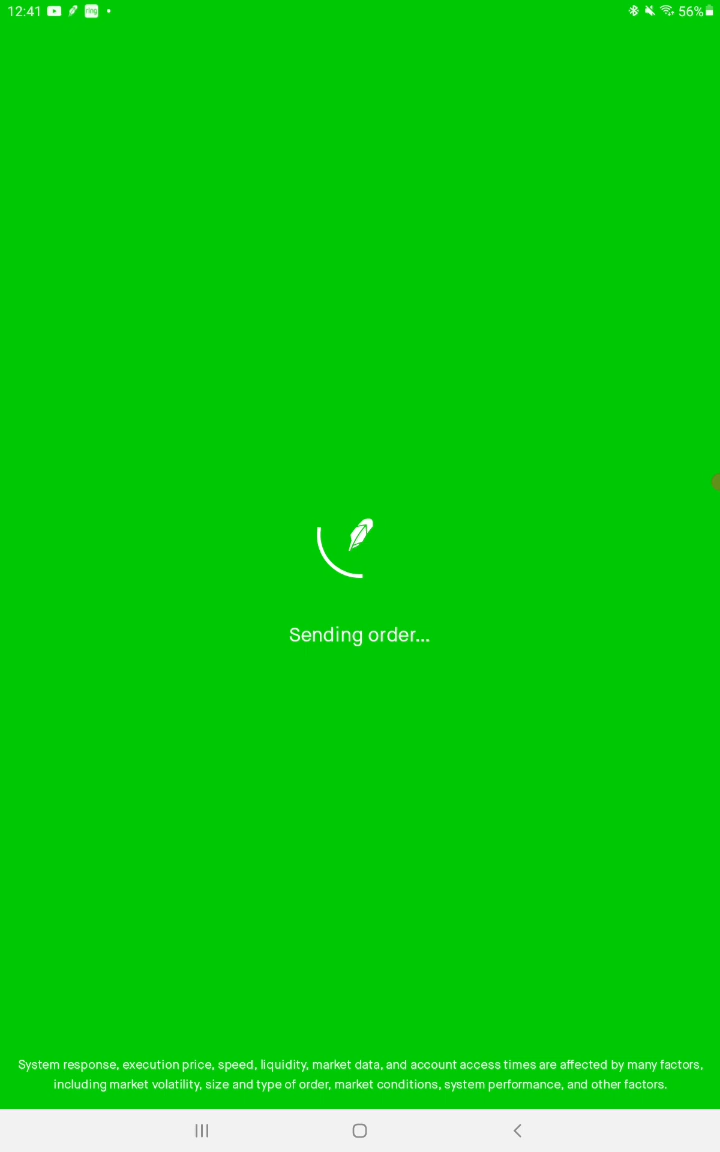 12:41 ring 56%
Sending order...
System response, execution price, speed, liquidity, market data, and account access times are affected by many factors,
including market volatility, size and type of order, market conditions, system performance, and other factors.